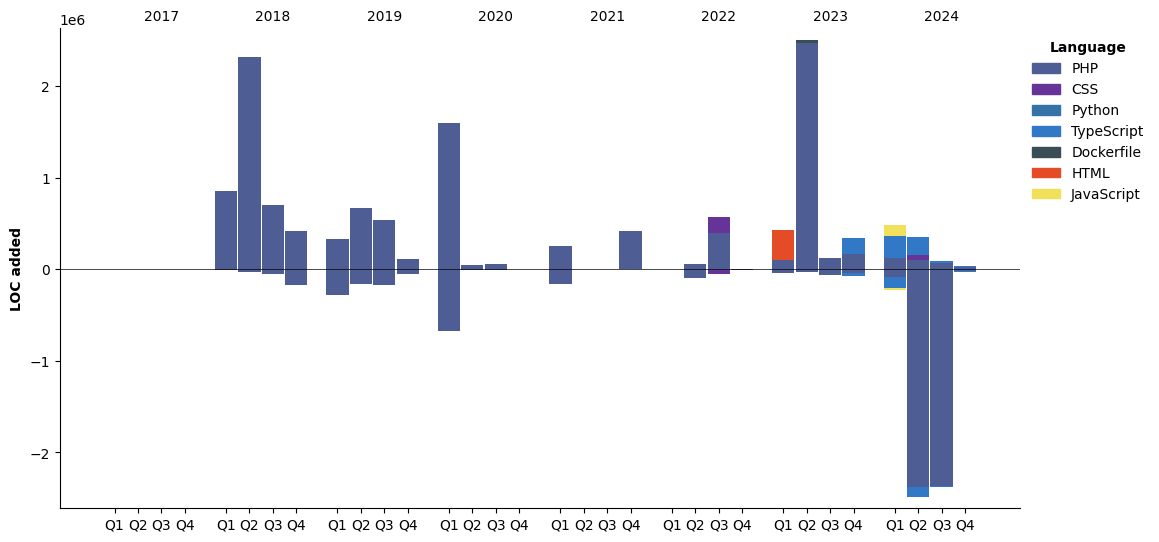 1e6
2017 2018 2019 2020 2021 2022 2023 2024
Language
PHP
CSS
Python
TypeScript
Dockerfile
HTML
JavaScript
LOC added
2
1
0
−1
−2
Q1 Q2 Q3 Q4 Q1 Q2 Q3 Q4 Q1 Q2 Q3 Q4 Q1 Q2 Q3 Q4 Q1 Q2 Q3 Q4 Q1 Q2 Q3 Q4 Q1 Q2 Q3 Q4 Q1 Q2 Q3 Q4